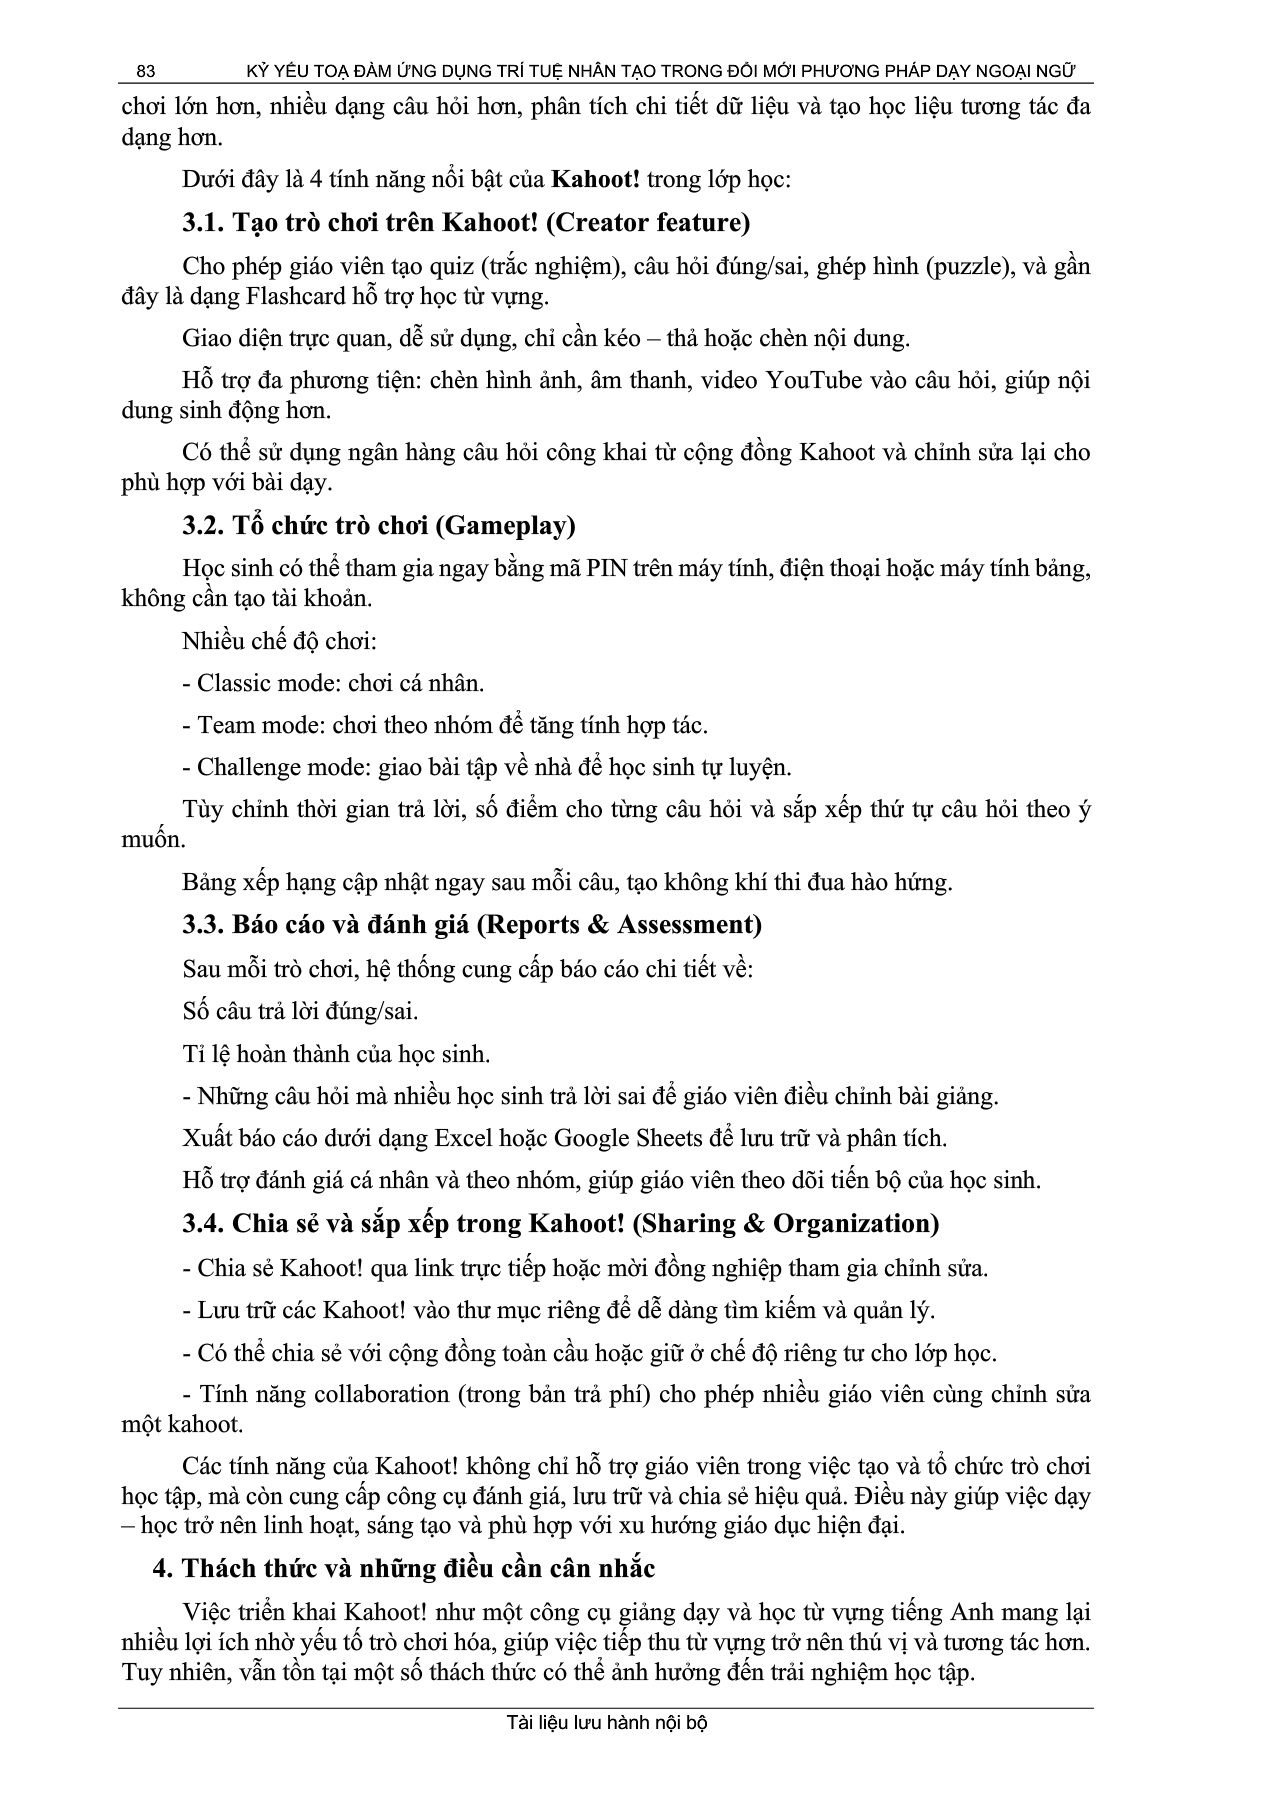 83 KỶ YẾU TOẠ ĐÀM ỨNG DỤNG TRÍ TUỆ NHÂN TẠO TRONG ĐỔI MỚI PHƯƠNG PHÁP DẠY NGOẠI NGỮ
chơi lớn hơn, nhiều dạng câu hỏi hơn, phân tích chi tiết dữ liệu và tạo học liệu tương tác đa
dạng hơn.
Dưới đây là 4 tính năng nổi bật của Kahoot! trong lớp học:
3.1. Tạo trò chơi trên Kahoot! (Creator feature)
Cho phép giáo viên tạo quiz (trắc nghiệm), câu hỏi đúng/sai, ghép hình (puzzle), và gần
đây là dạng Flashcard hỗ trợ học từ vựng.
Giao diện trực quan, dễ sử dụng, chỉ cần kéo – thả hoặc chèn nội dung.
Hỗ trợ đa phương tiện: chèn hình ảnh, âm thanh, video YouTube vào câu hỏi, giúp nội
dung sinh động hơn.
Có thể sử dụng ngân hàng câu hỏi công khai từ cộng đồng Kahoot và chỉnh sửa lại cho
phù hợp với bài dạy.
3.2. Tổ chức trò chơi (Gameplay)
Học sinh có thể tham gia ngay bằng mã PIN trên máy tính, điện thoại hoặc máy tính bảng,
không cần tạo tài khoản.
Nhiều chế độ chơi:
- Classic mode: chơi cá nhân.
- Team mode: chơi theo nhóm để tăng tính hợp tác.
- Challenge mode: giao bài tập về nhà để học sinh tự luyện.
Tùy chỉnh thời gian trả lời, số điểm cho từng câu hỏi và sắp xếp thứ tự câu hỏi theo ý
muốn.
Bảng xếp hạng cập nhật ngay sau mỗi câu, tạo không khí thi đua hào hứng.
3.3. Báo cáo và đánh giá (Reports & Assessment)
Sau mỗi trò chơi, hệ thống cung cấp báo cáo chi tiết về:
Số câu trả lời đúng/sai.
Tỉ lệ hoàn thành của học sinh.
- Những câu hỏi mà nhiều học sinh trả lời sai để giáo viên điều chỉnh bài giảng.
Xuất báo cáo dưới dạng Excel hoặc Google Sheets để lưu trữ và phân tích.
Hỗ trợ đánh giá cá nhân và theo nhóm, giúp giáo viên theo dõi tiến bộ của học sinh.
3.4. Chia sẻ và sắp xếp trong Kahoot! (Sharing & Organization)
- Chia sẻ Kahoot! qua link trực tiếp hoặc mời đồng nghiệp tham gia chỉnh sửa.
- Lưu trữ các Kahoot! vào thư mục riêng để dễ dàng tìm kiếm và quản lý.
- Có thể chia sẻ với cộng đồng toàn cầu hoặc giữ ở chế độ riêng tư cho lớp học.
- Tính năng collaboration (trong bản trả phí) cho phép nhiều giáo viên cùng chỉnh sửa
một kahoot.
Các tính năng của Kahoot! không chỉ hỗ trợ giáo viên trong việc tạo và tổ chức trò chơi
học tập, mà còn cung cấp công cụ đánh giá, lưu trữ và chia sẻ hiệu quả. Điều này giúp việc dạy
– học trở nên linh hoạt, sáng tạo và phù hợp với xu hướng giáo dục hiện đại.
4. Thách thức và những điều cần cân nhắc
Việc triển khai Kahoot! như một công cụ giảng dạy và học từ vựng tiếng Anh mang lại
nhiều lợi ích nhờ yếu tố trò chơi hóa, giúp việc tiếp thu từ vựng trở nên thú vị và tương tác hơn.
Tuy nhiên, vẫn tồn tại một số thách thức có thể ảnh hưởng đến trải nghiệm học tập.
Tài liệu lưu hành nội bộ